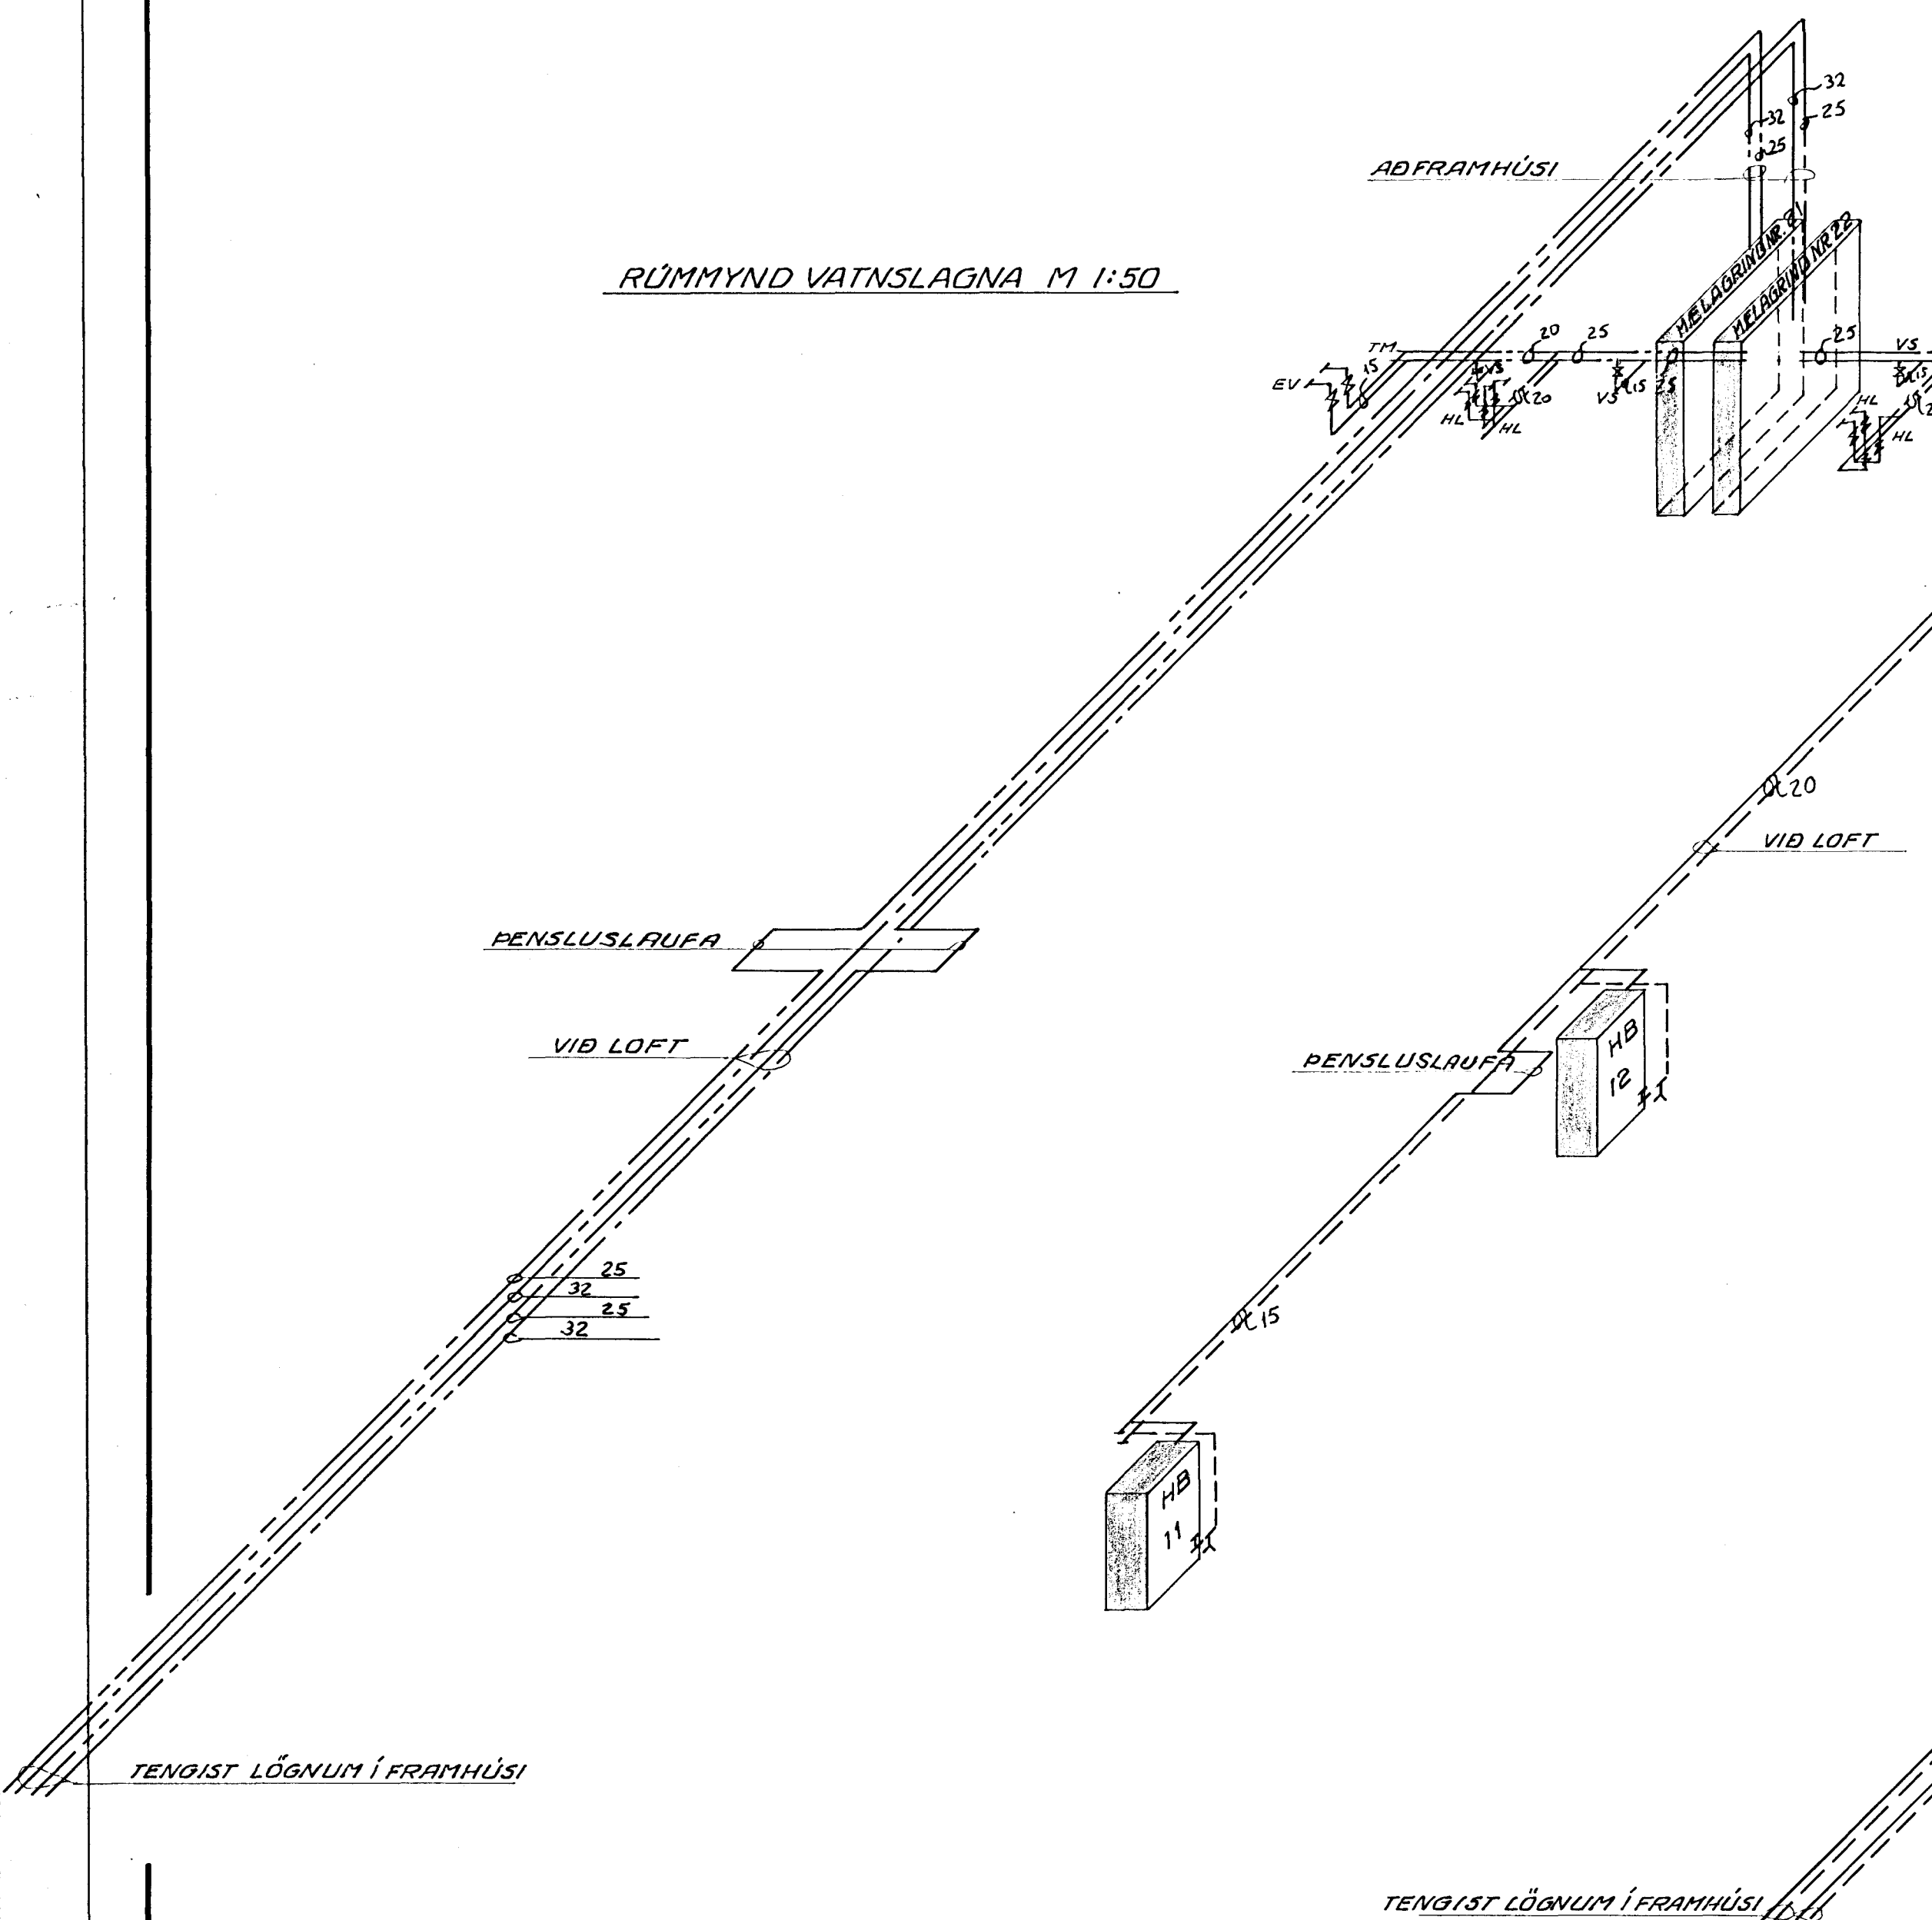 32
25
32
25
AÐ FRAMHÚSI
MÆLAGRIND NR. 21
MÆLAGRIND NR 22
RÚMMYND VATNSLAGNA M 1:50
TM
20
25
25
VS
EV
15
VS
20
VS
15
25
15
HL
HL
HL
HL
20
VIÐ LOFT
ÞENSLUSLAUFA
VIÐ LOFT
HB
12
ÞENSLUSLAUFA
25
32
25
32
15
HB
11
TENGIST LÖGNUM Í FRAMHÚSI
TENGIST LÖGNUM Í FRAMHÚSI